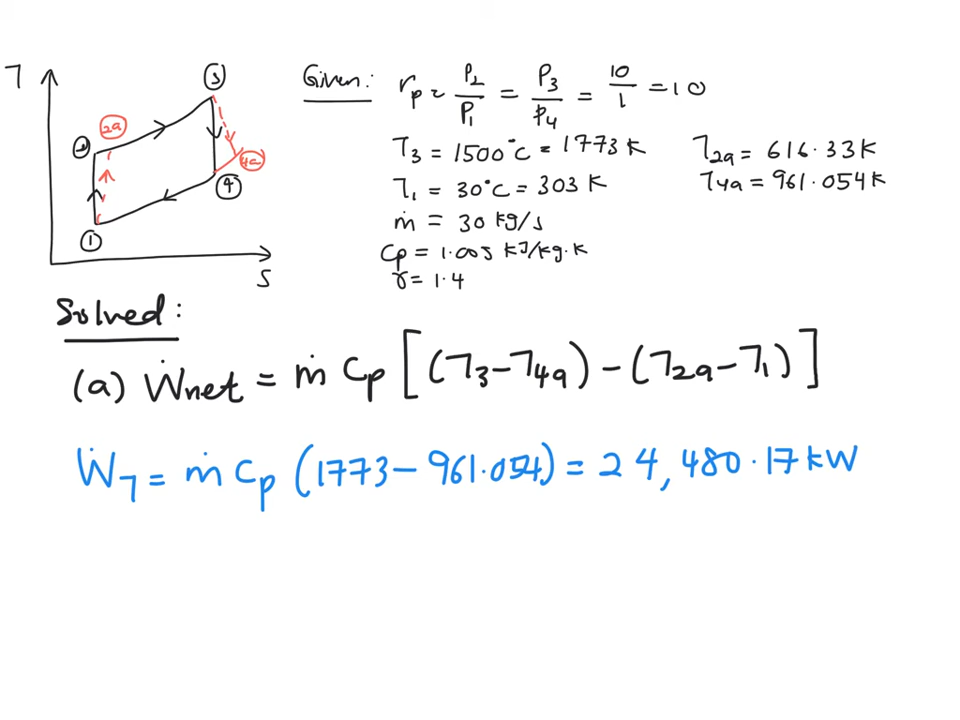 T
S
①
②
2a
③
④
4a
Given: rp = P2/P1 = P3/P4 = 10/1 = 10
T3 = 1500°C = 1773 K
T1 = 30°C = 303 K
ṁ = 30 kg/s
Cp = 1.005 kJ/kg.K
γ = 1.4
T2a = 616.33K
T4a = 961.054K
Solved:
(a) Ẇnet = ṁ Cp [(T3-T4a) - (T2a-T1)]
ẆT = ṁ Cp (1773 - 961.054) = 24,480.17 kW